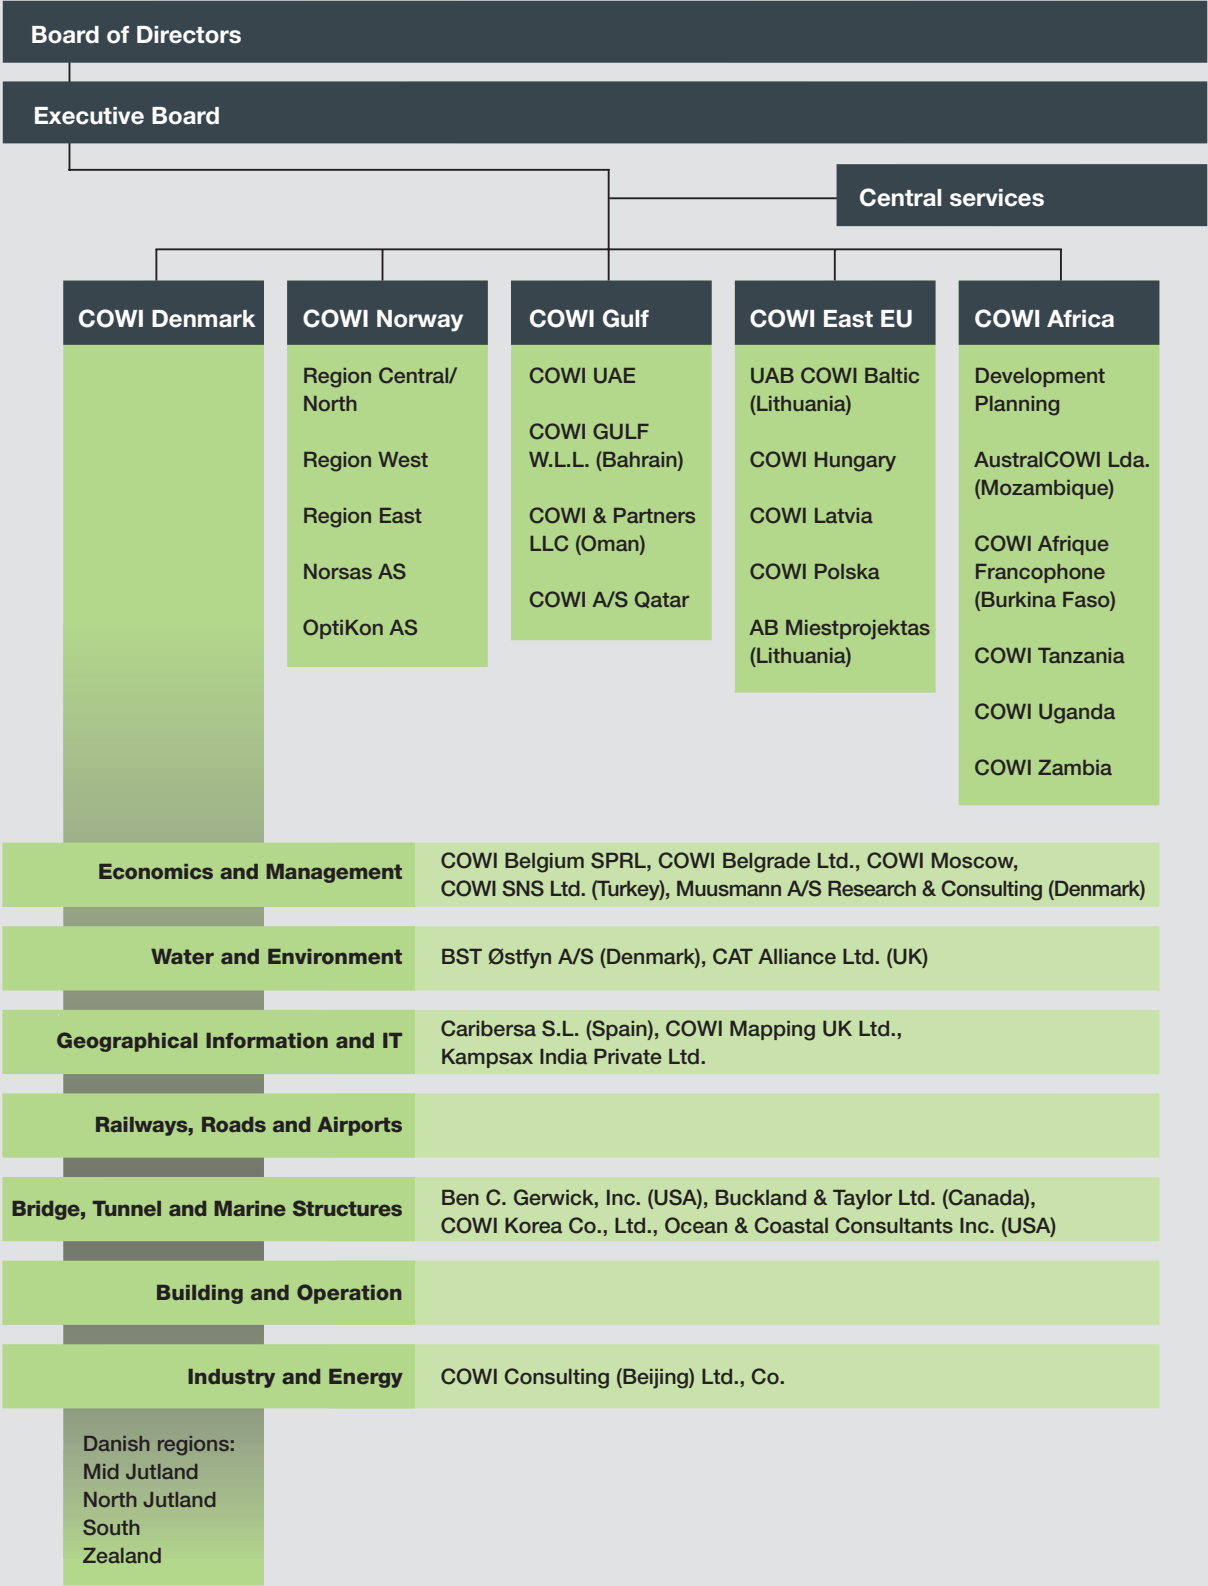 Board of Directors
Executive Board
Central services
COWI Denmark
COWI Norway
Region Central/
North
Region West
Region East
Norsas AS
OptiKon AS
COWI Gulf
COWI UAE
COWI GULF
W.L.L. (Bahrain)
COWI & Partners
LLC (Oman)
COWI A/S Qatar
COWI East EU
UAB COWI Baltic
(Lithuania)
COWI Hungary
COWI Latvia
COWI Polska
AB Miestprojektas
(Lithuania)
COWI Africa
Development
Planning
AustralCOWI Lda.
(Mozambique)
COWI Afrique
Francophone
(Burkina Faso)
COWI Tanzania
COWI Uganda
COWI Zambia
Economics and Management
COWI Belgium SPRL, COWI Belgrade Ltd., COWI Moscow,
COWI SNS Ltd. (Turkey), Muusmann A/S Research & Consulting (Denmark)
Water and Environment
BST Østfyn A/S (Denmark), CAT Alliance Ltd. (UK)
Geographical Information and IT
Caribersa S.L. (Spain), COWI Mapping UK Ltd.,
Kampsax India Private Ltd.
Railways, Roads and Airports
Bridge, Tunnel and Marine Structures
Ben C. Gerwick, Inc. (USA), Buckland & Taylor Ltd. (Canada),
COWI Korea Co., Ltd., Ocean & Coastal Consultants Inc. (USA)
Building and Operation
Industry and Energy
COWI Consulting (Beijing) Ltd., Co.
Danish regions:
Mid Jutland
North Jutland
South
Zealand